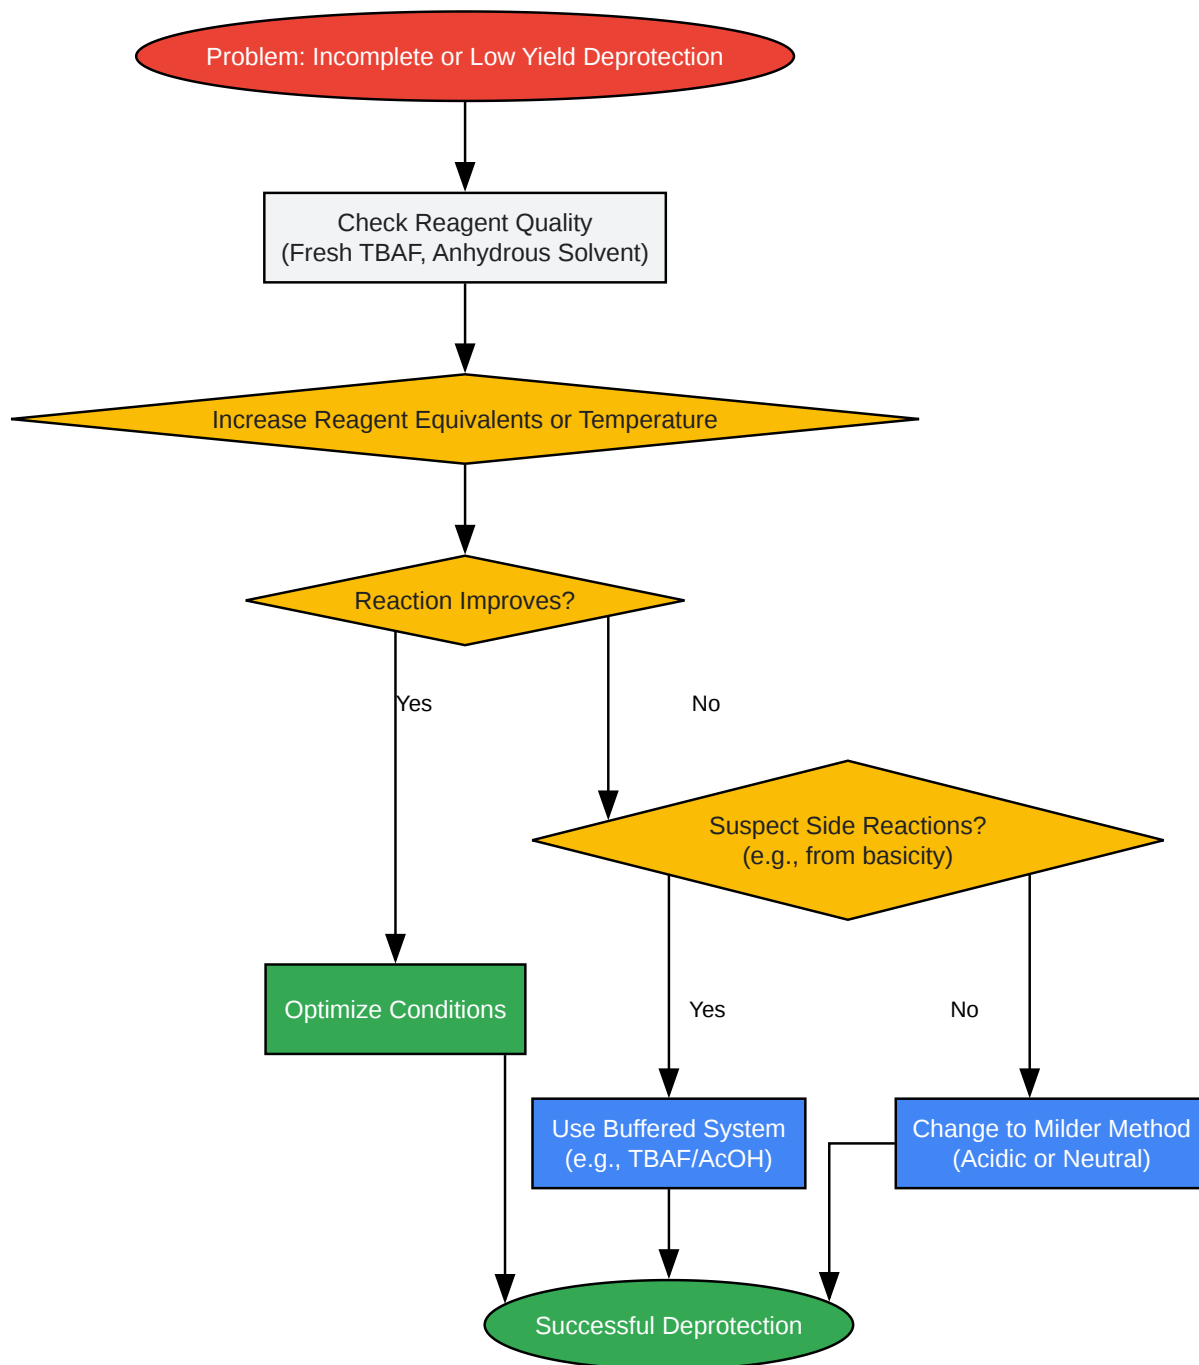 Problem: Incomplete or Low Yield Deprotection
Check Reagent Quality
(Fresh TBAF, Anhydrous Solvent)
Increase Reagent Equivalents or Temperature
Reaction Improves?
Yes
No
Suspect Side Reactions?
(e.g., from basicity)
Optimize Conditions
Yes
No
Use Buffered System
(e.g., TBAF/AcOH)
Change to Milder Method
(Acidic or Neutral)
Successful Deprotection